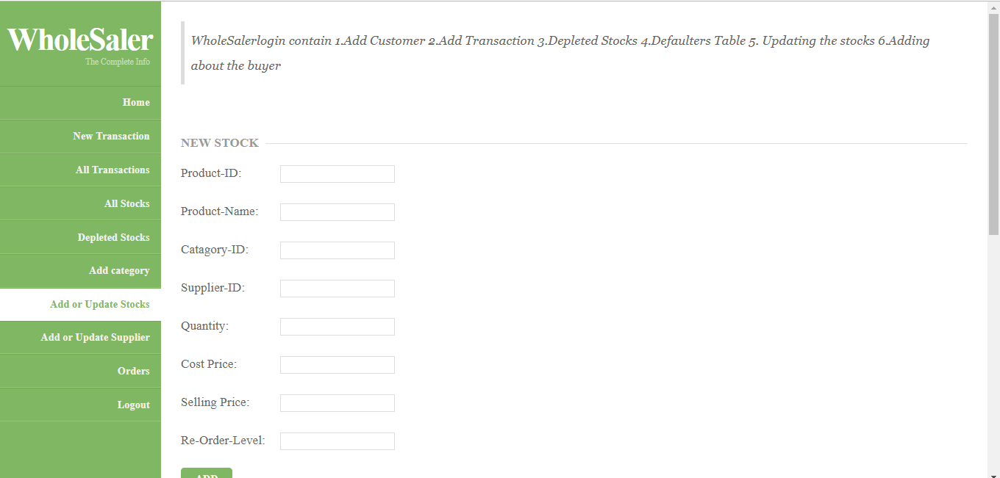 WholeSaler
The Complete Info
Home
New Transaction
All Transactions
All Stocks
Depleted Stocks
Add category
Add or Update Stocks
Add or Update Supplier
Orders
Logout
WholeSalerlogin contain 1.Add Customer 2.Add Transaction 3.Depleted Stocks 4.Defaulters Table 5. Updating the stocks 6.Adding
about the buyer
NEW STOCK
Product-ID:
Product-Name:
Catagory-ID:
Supplier-ID:
Quantity:
Cost Price:
Selling Price:
Re-Order-Level:
ADD